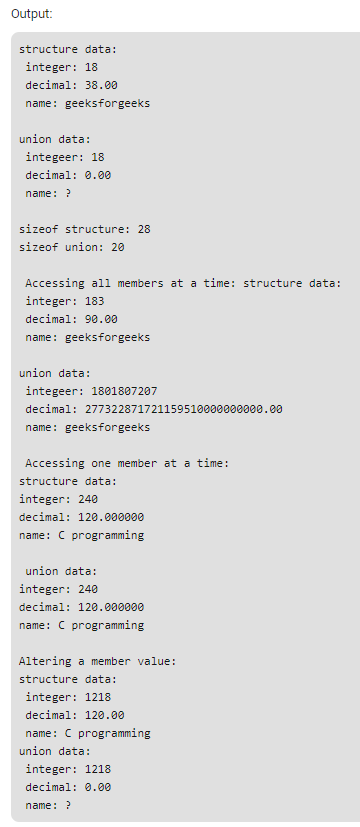 Output:
structure data:
integer: 18
decimal: 38.00
name: geeksforgeeks
union data:
integeer: 18
decimal: 0.00
name: ?
sizeof structure: 28
sizeof union: 20
Accessing all members at a time: structure data:
integer: 183
decimal: 90.00
name: geeksforgeeks
union data:
integeer: 1801807207
decimal: 277322871721159510000000000.00
name: geeksforgeeks
Accessing one member at a time:
structure data:
integer: 240
decimal: 120.000000
name: C programming
union data:
integer: 240
decimal: 120.000000
name: C programming
Altering a member value:
structure data:
integer: 1218
decimal: 120.00
name: C programming
union data:
integer: 1218
decimal: 0.00
name: ?